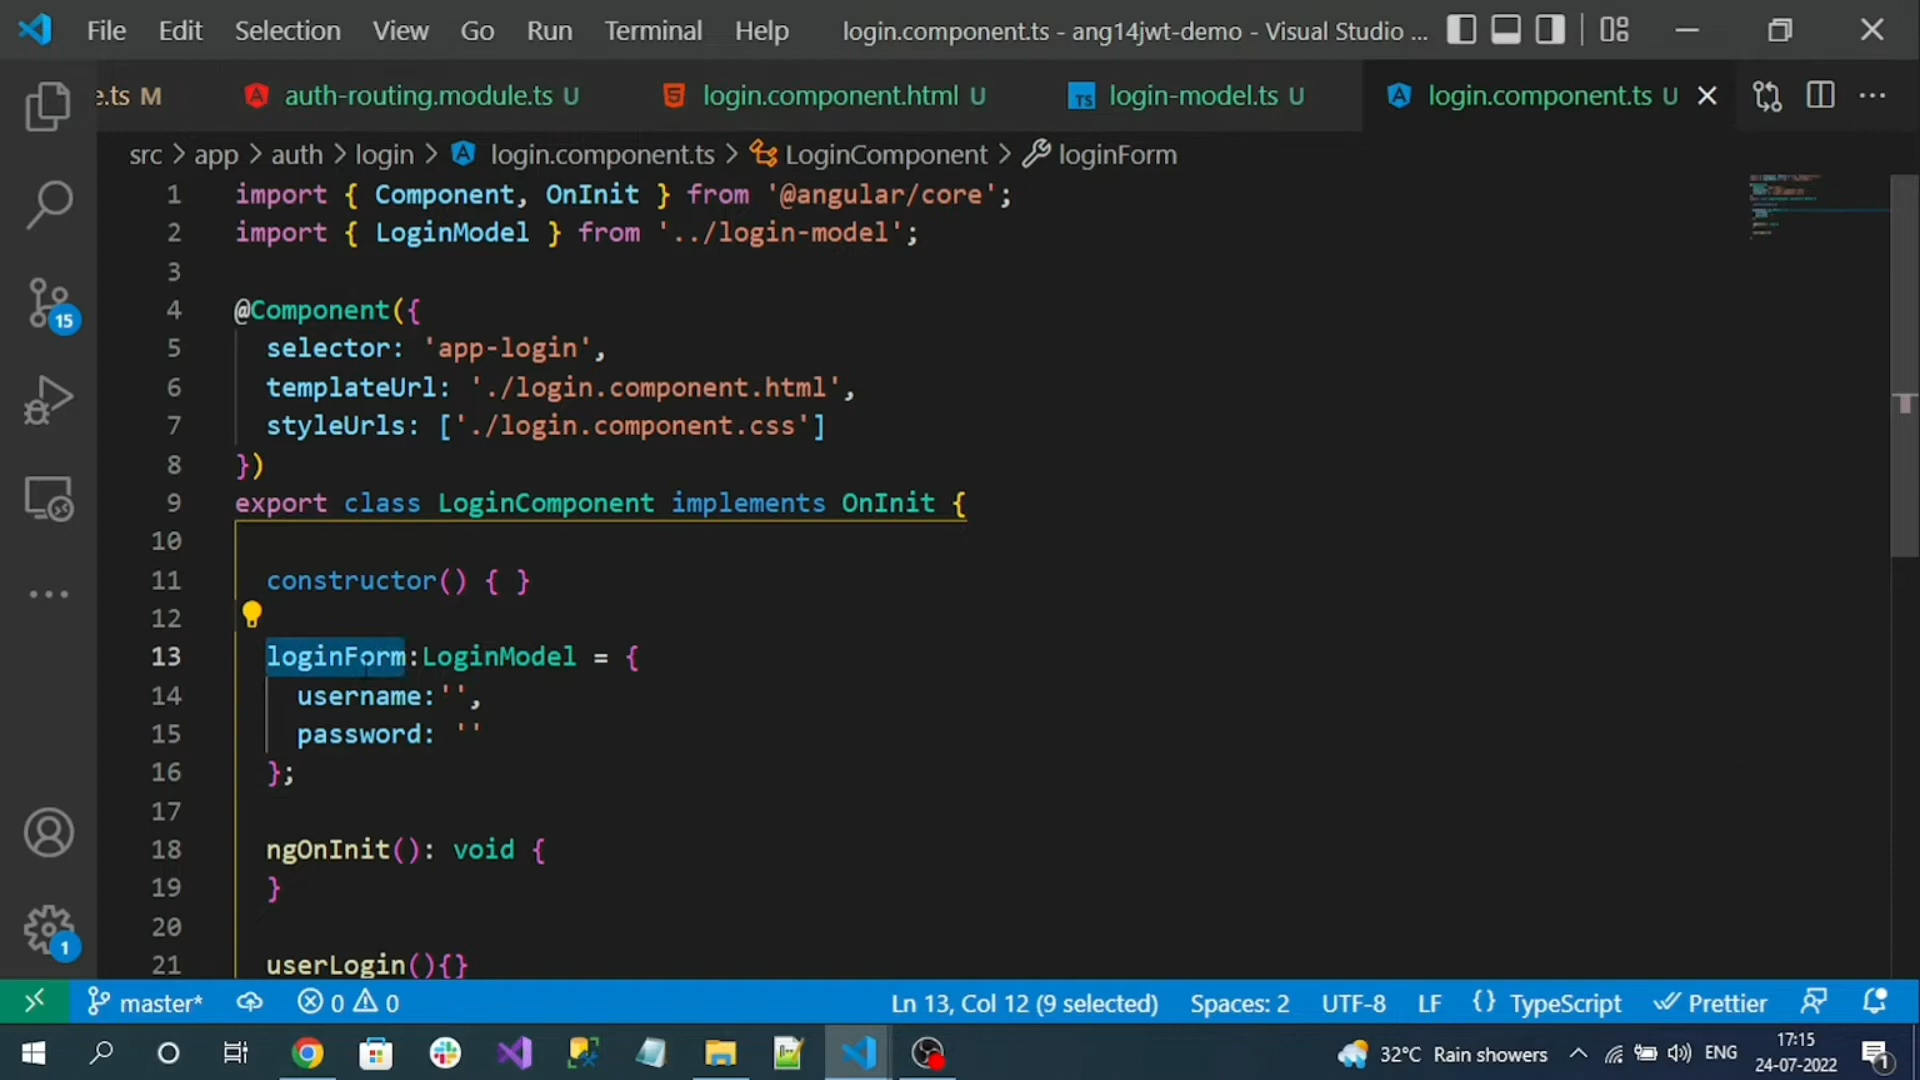 File Edit Selection View Go Run Terminal Help login.component.ts - ang14jwt-demo - Visual Studio ...
e.ts M auth-routing.module.ts U login.component.html U TS login-model.ts U login.component.ts U
src > app > auth > login > login.component.ts > LoginComponent > loginForm
1 import { Component, OnInit } from '@angular/core';
2 import { LoginModel } from '../login-model';
3
4 @Component({
5 selector: 'app-login',
6 templateUrl: './login.component.html',
7 styleUrls: ['./login.component.css']
8 })
9 export class LoginComponent implements OnInit {
10
11 constructor() { }
12
13 loginForm:LoginModel = {
14 username:'',
15 password: ''
16 };
17
18 ngOnInit(): void {
19 }
20
21 userLogin(){}
15
1
master* 0 0 Ln 13, Col 12 (9 selected) Spaces: 2 UTF-8 LF {} TypeScript Prettier
32°C Rain showers ENG 17:15
24-07-2022 1